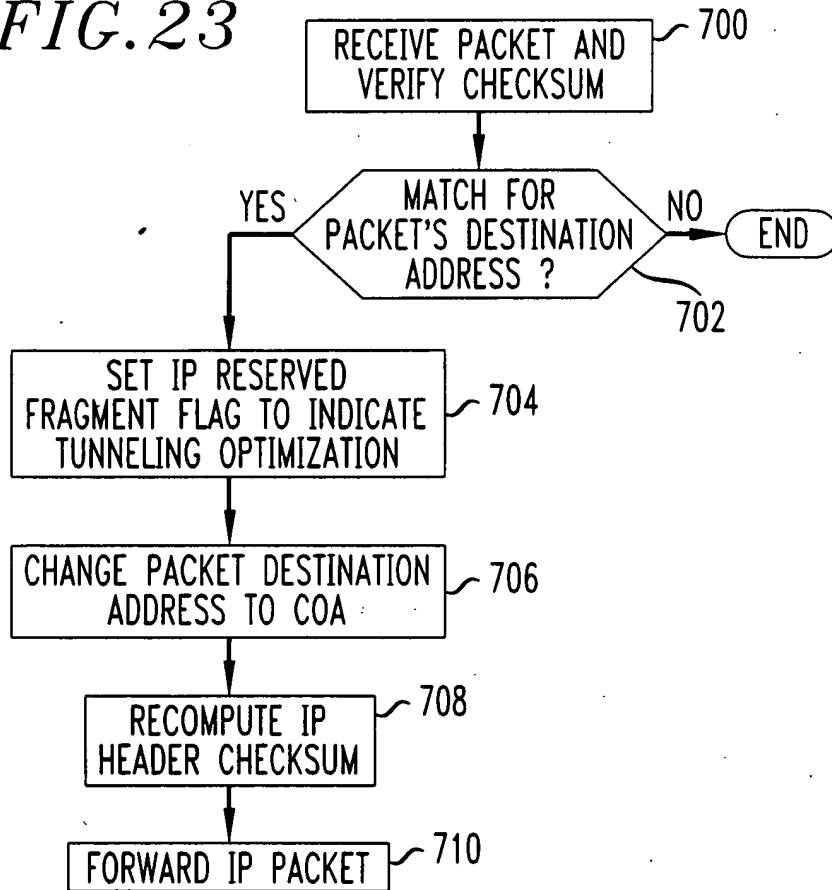 FIG. 23
RECEIVE PACKET AND
VERIFY CHECKSUM
700
MATCH FOR
PACKET'S DESTINATION
ADDRESS ?
702
YES
NO
END
SET IP RESERVED
FRAGMENT FLAG TO INDICATE
TUNNELING OPTIMIZATION
704
CHANGE PACKET DESTINATION
ADDRESS TO COA
706
RECOMPUTE IP
HEADER CHECKSUM
708
FORWARD IP PACKET
710